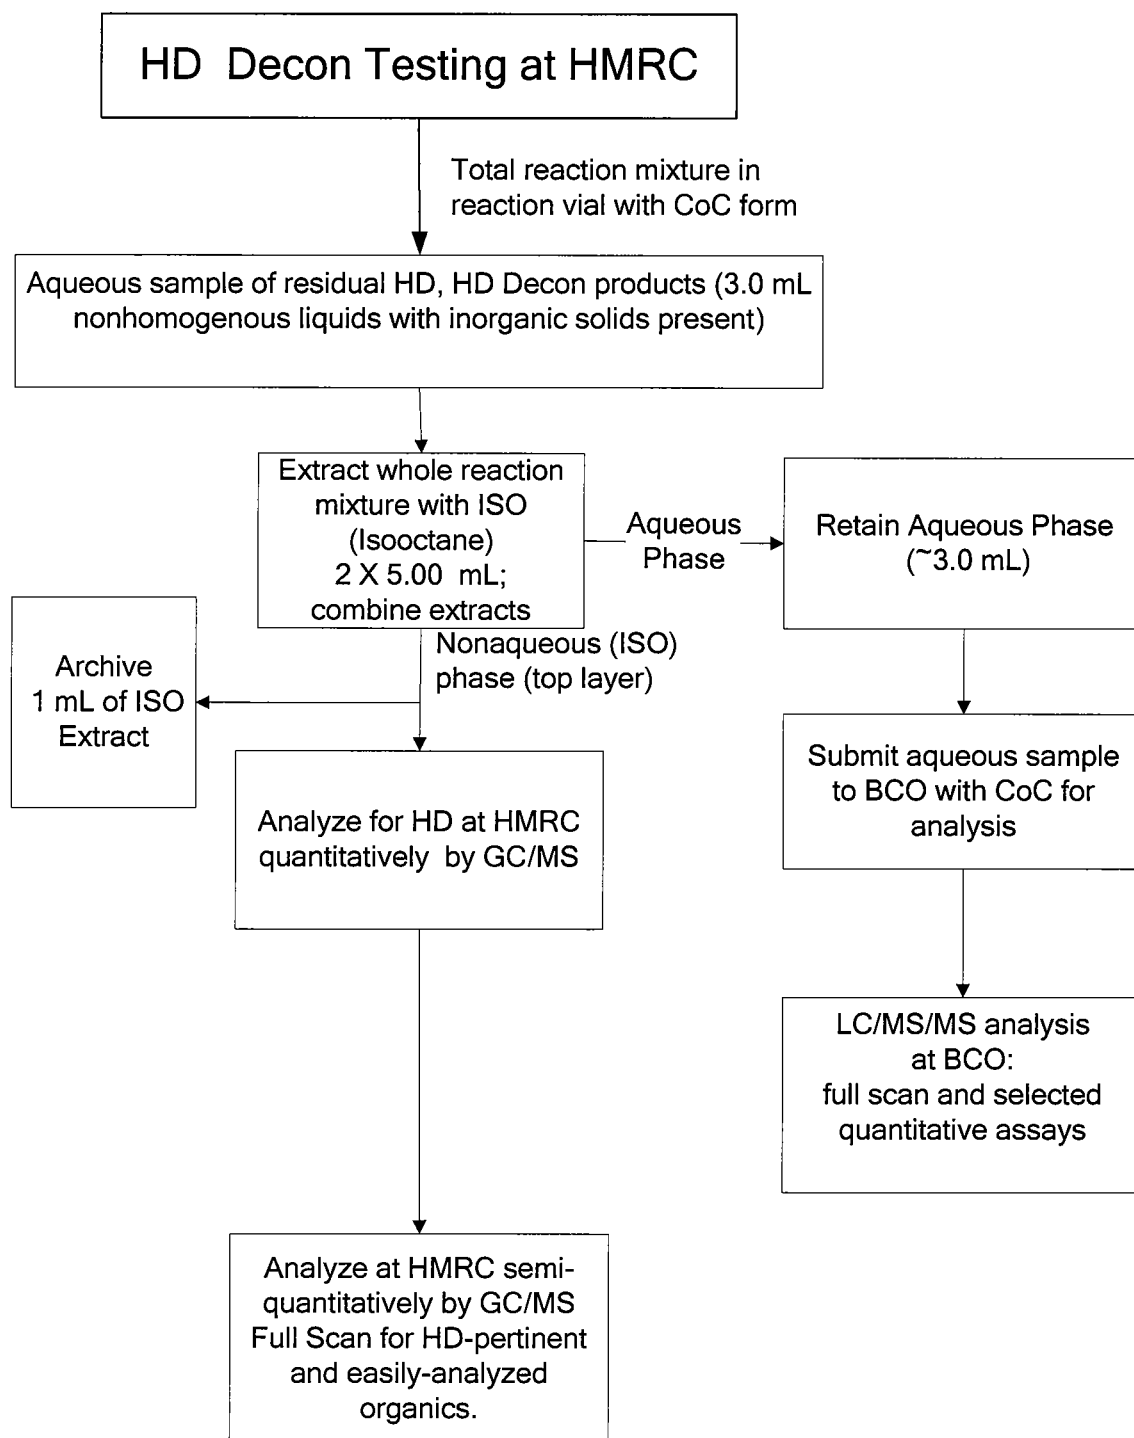 HD Decon Testing at HMRC
Total reaction mixture in
reaction vial with CoC form
Aqueous sample of residual HD, HD Decon products (3.0 mL
nonhomogenous liquids with inorganic solids present)
Extract whole reaction
mixture with ISO
(Isooctane)
2 X 5.00 mL;
combine extracts
Aqueous
Phase
Retain Aqueous Phase
(~3.0 mL)
Nonaqueous (ISO)
phase (top layer)
Archive
1 mL of ISO
Extract
Submit aqueous sample
to BCO with CoC for
analysis
Analyze for HD at HMRC
quantitatively by GC/MS
LC/MS/MS analysis
at BCO:
full scan and selected
quantitative assays
Analyze at HMRC semi-
quantitatively by GC/MS
Full Scan for HD-pertinent
and easily-analyzed
organics.